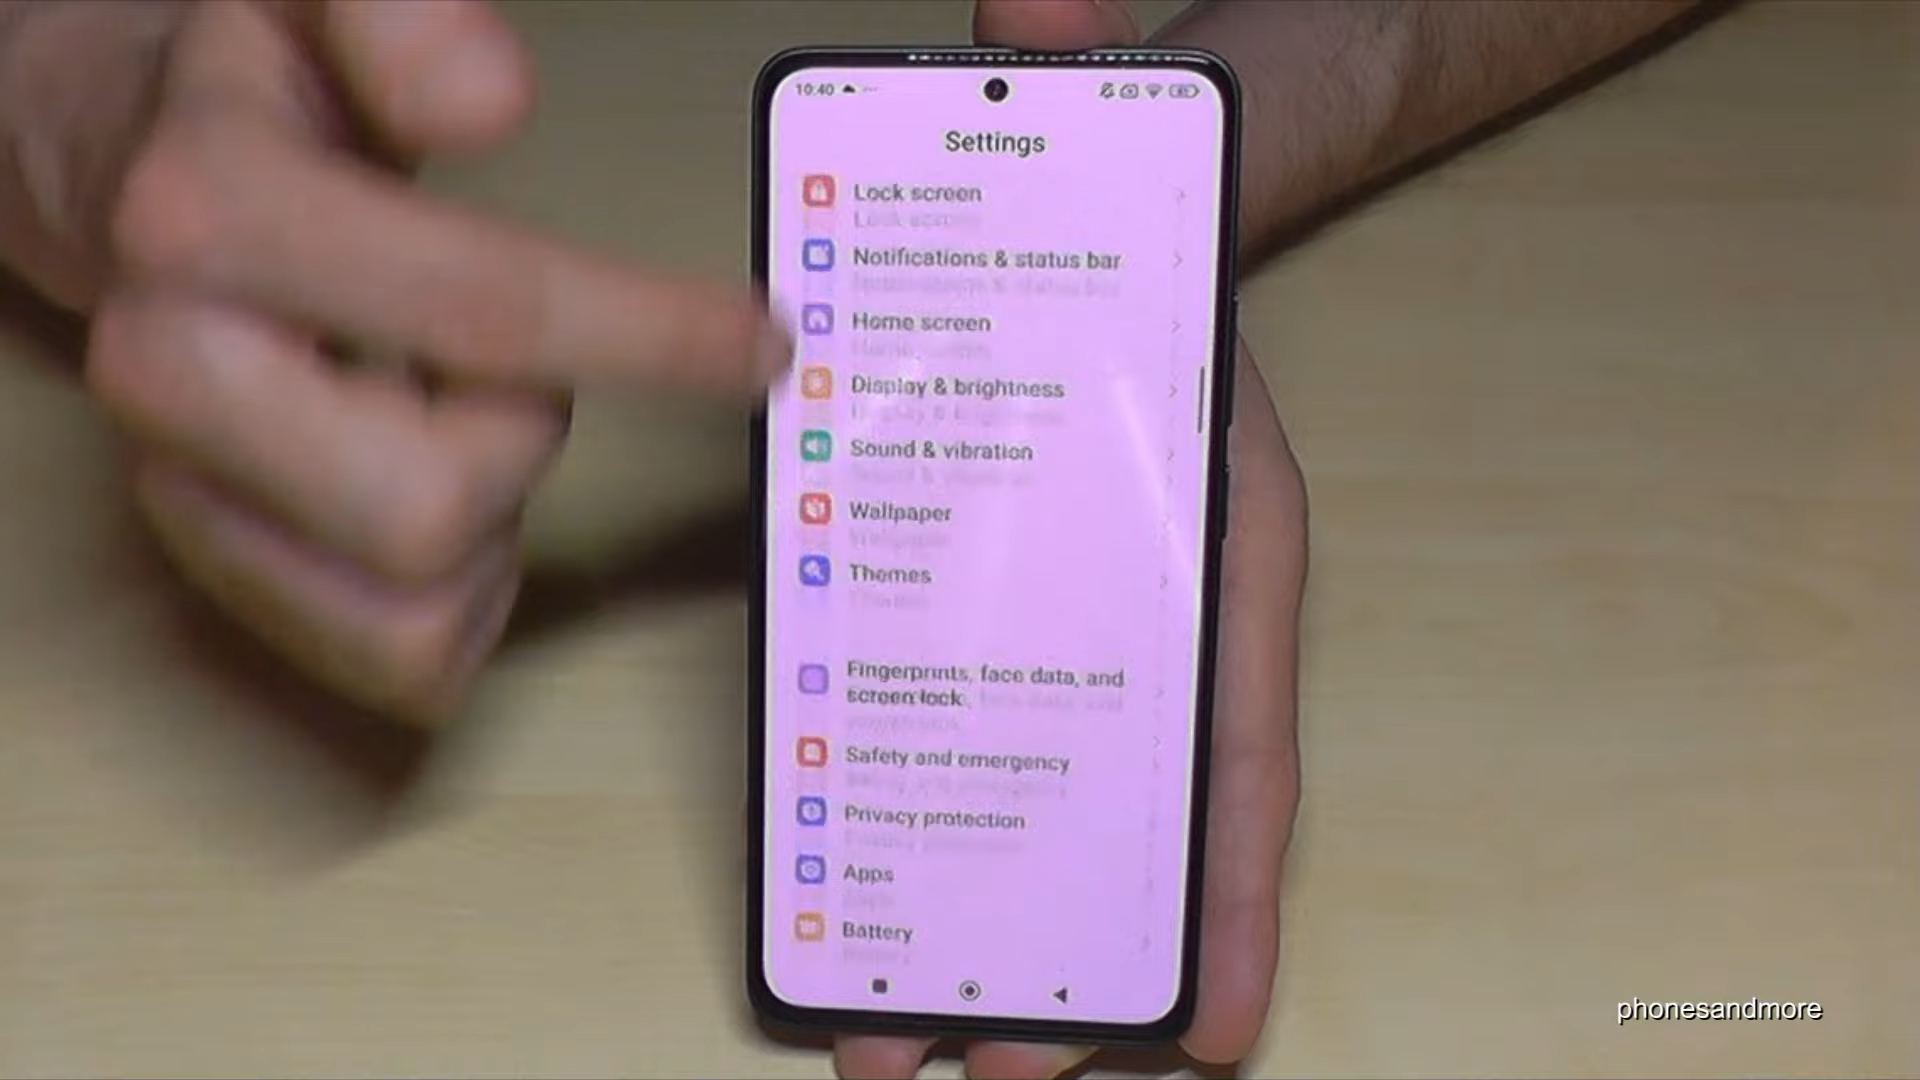 10:40
Settings
Lock screen
Notifications & status bar
Home screen
Display & brightness
Sound & vibration
Wallpaper
Themes
Fingerprints, face data, and
screen lock
Safety and emergency
Privacy protection
Apps
Battery
phonesandmore